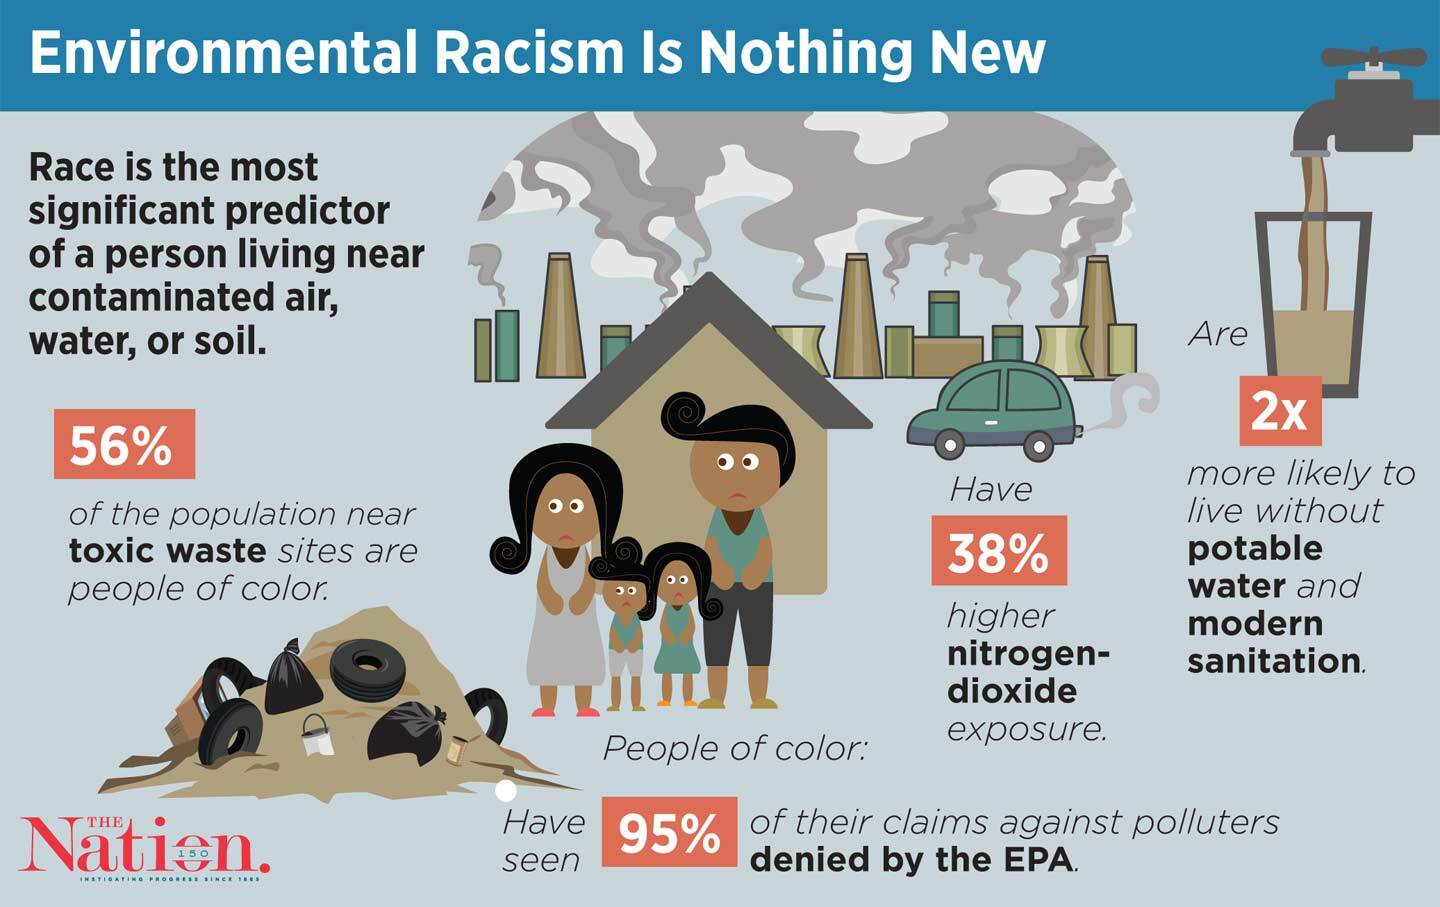 Environmental Racism Is Nothing New
Race is the most
significant predictor
of a person living near
contaminated air,
water, or soil.
56%
of the population near
toxic waste sites are
people of color.
People of color:
Have
38%
higher
nitrogen-
dioxide
exposure.
Are
2x
more likely to
live without
potable
water and
modern
sanitation.
Have
seen
95%
of their claims against polluters
denied by the EPA.
THE
Nation.
150
INSTIGATING PROGRESS SINCE 1865